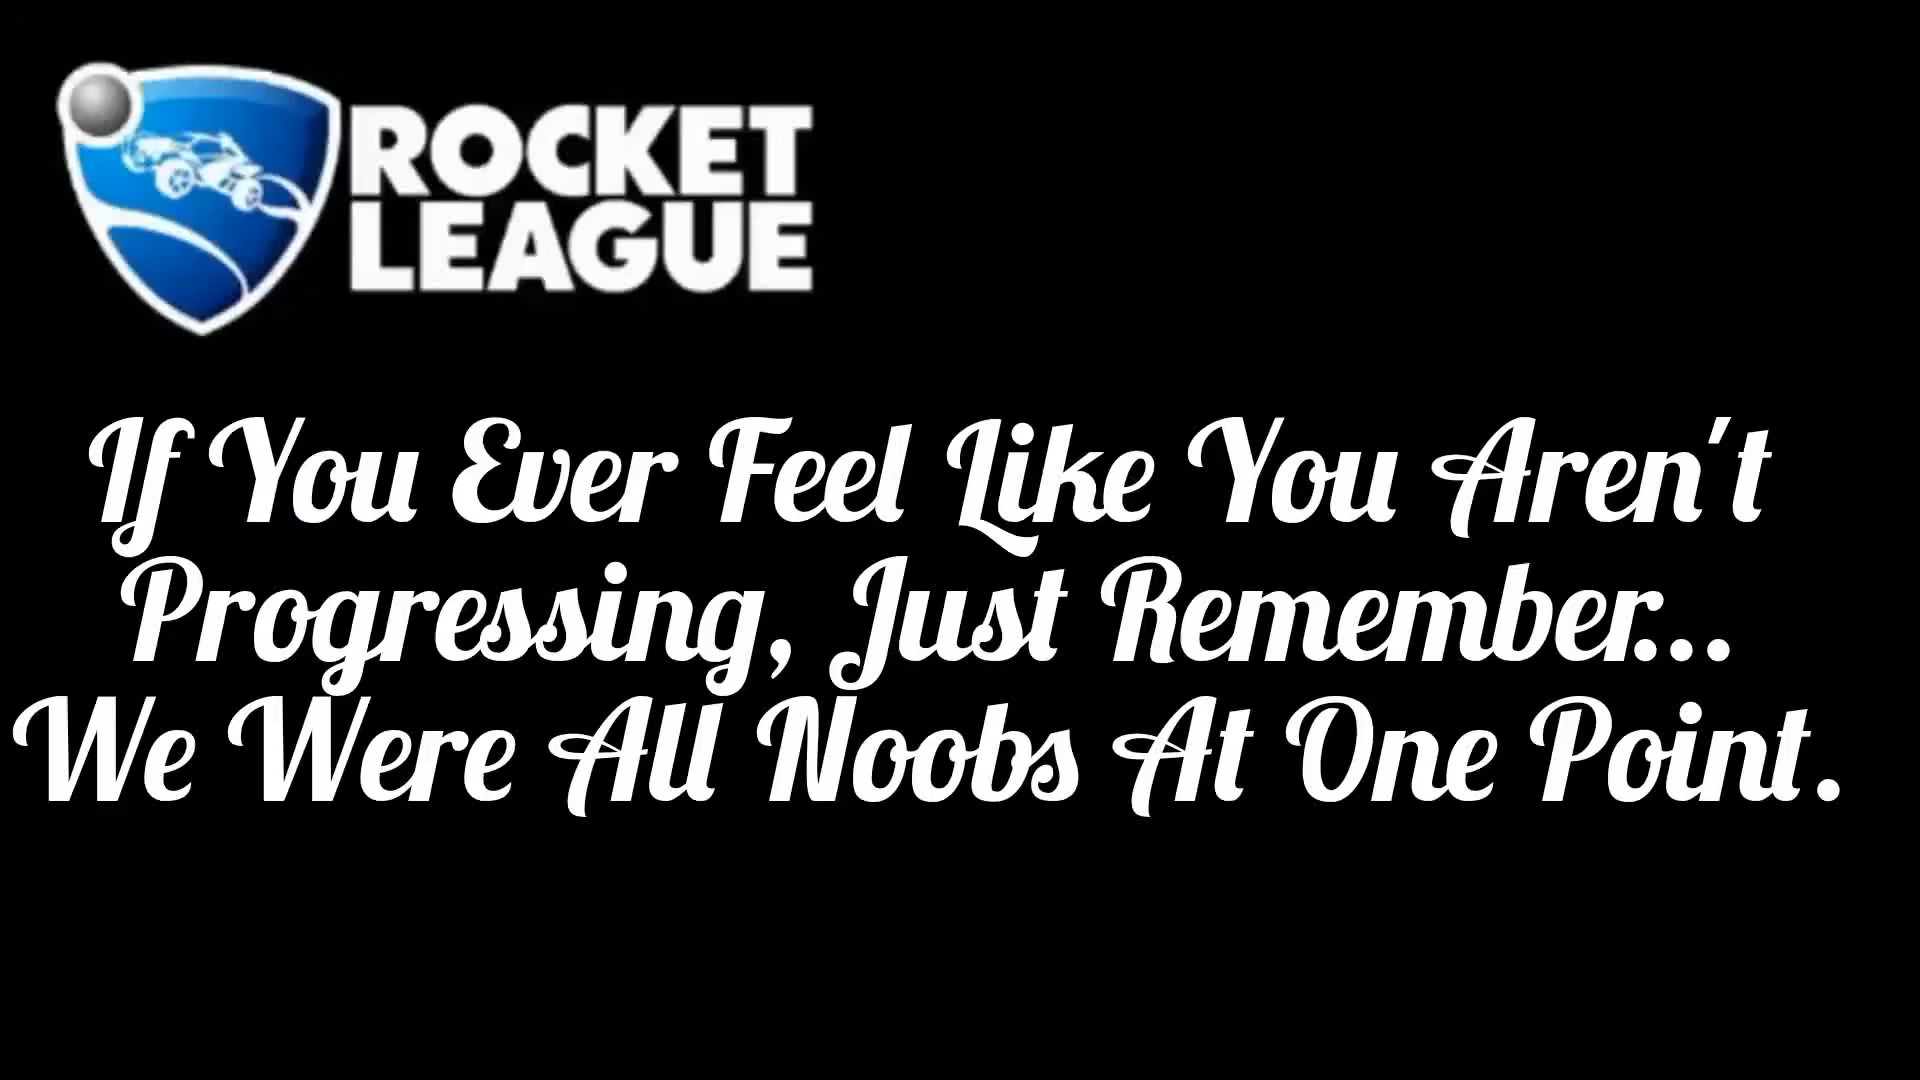 ROCKET
LEAGUE
If You Ever Feel Like You Aren't
Progressing, Just Remember...
We Were All Noobs At One Point.